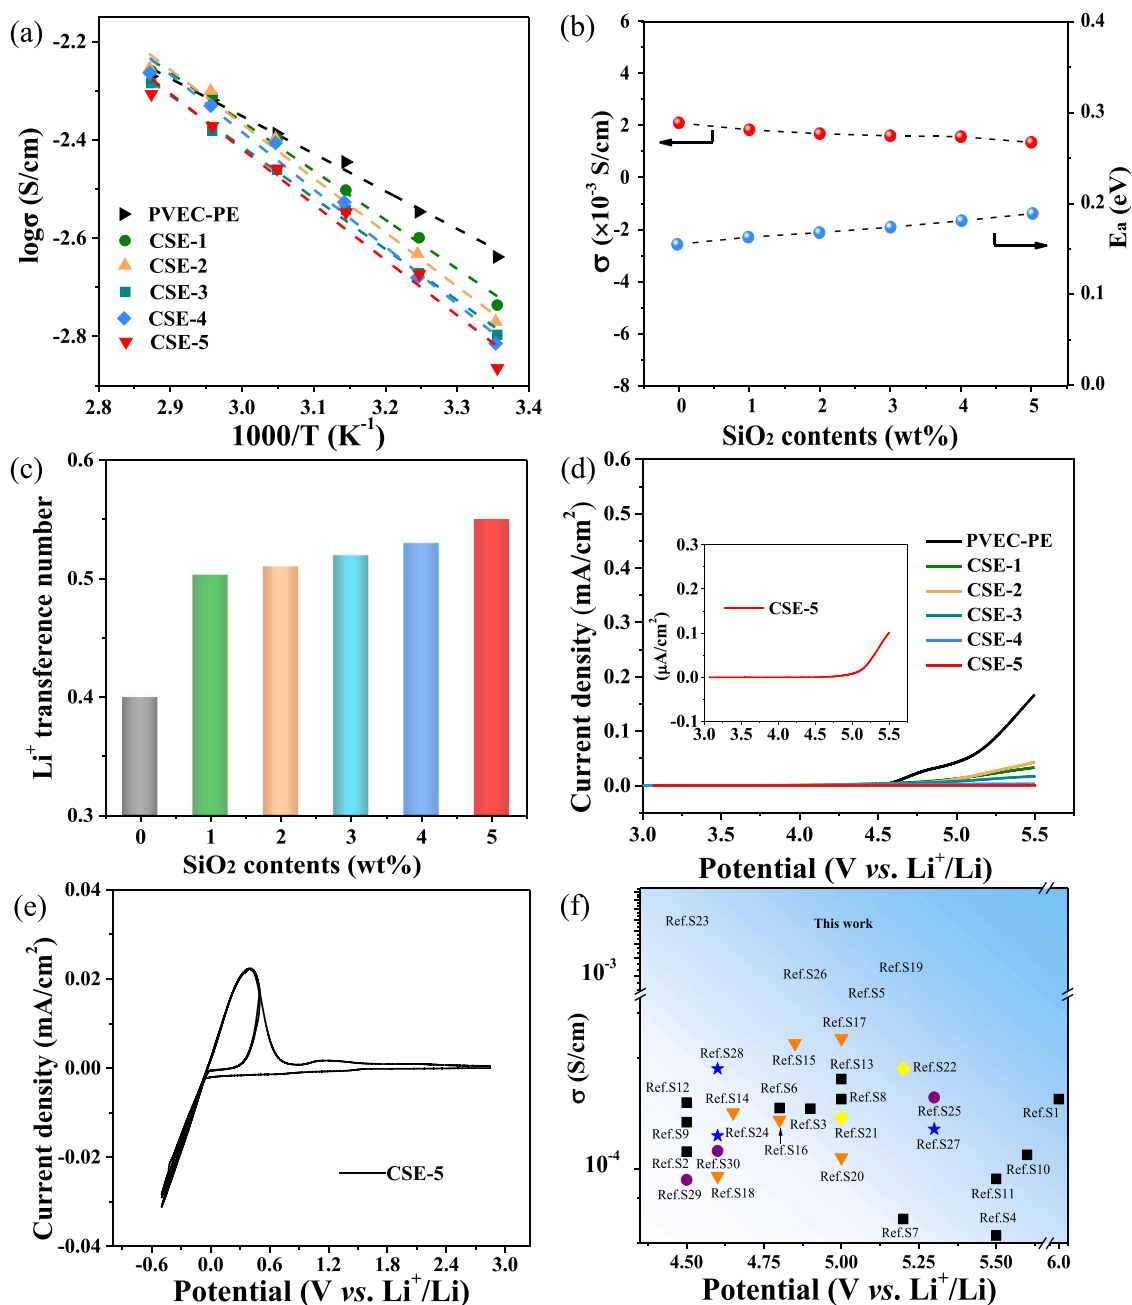 (a)
-2.2
-2.4
-2.6
-2.8
logσ (S/cm)
PVEC-PE
CSE-1
CSE-2
CSE-3
CSE-4
CSE-5
2.8 2.9 3.0 3.1 3.2 3.3 3.4
1000/T (K⁻¹)
(b)
6
4
2
0
-2
-4
-6
-8
σ (×10⁻³ S/cm)
0.4
0.3
0.2
0.1
0.0
Ea (eV)
0 1 2 3 4 5
SiO₂ contents (wt%)
(c)
0.6
0.5
0.4
0.3
Li⁺ transference number
0 1 2 3 4 5
SiO₂ contents (wt%)
(d)
0.6
0.5
0.4
0.3
0.2
0.1
0.0
Current density (mA/cm²)
PVEC-PE
CSE-1
CSE-2
CSE-3
CSE-4
CSE-5
0.3
0.2
0.1
0.0
-0.1
(μA/cm²)
CSE-5
3.0 3.5 4.0 4.5 5.0 5.5
3.0 3.5 4.0 4.5 5.0 5.5
Potential (V vs. Li⁺/Li)
(e)
0.04
0.02
0.00
-0.02
-0.04
Current density (mA/cm²)
CSE-5
-0.6 0.0 0.6 1.2 1.8 2.4 3.0
Potential (V vs. Li⁺/Li)
(f)
10⁻³
10⁻⁴
σ (S/cm)
Ref.S23
This work
Ref.S26
Ref.S19
Ref.S5
Ref.S17
Ref.S28
Ref.S15
Ref.S13
Ref.S22
Ref.S12
Ref.S14
Ref.S6
Ref.S8
Ref.S25
Ref.S1
Ref.S9
Ref.S24
Ref.S3
Ref.S21
Ref.S27
Ref.S2
Ref.S30
Ref.S16
Ref.S10
Ref.S29
Ref.S18
Ref.S20
Ref.S11
Ref.S7
Ref.S4
4.50 4.75 5.0 5.2 5.5 6.0
Potential (V vs. Li⁺/Li)